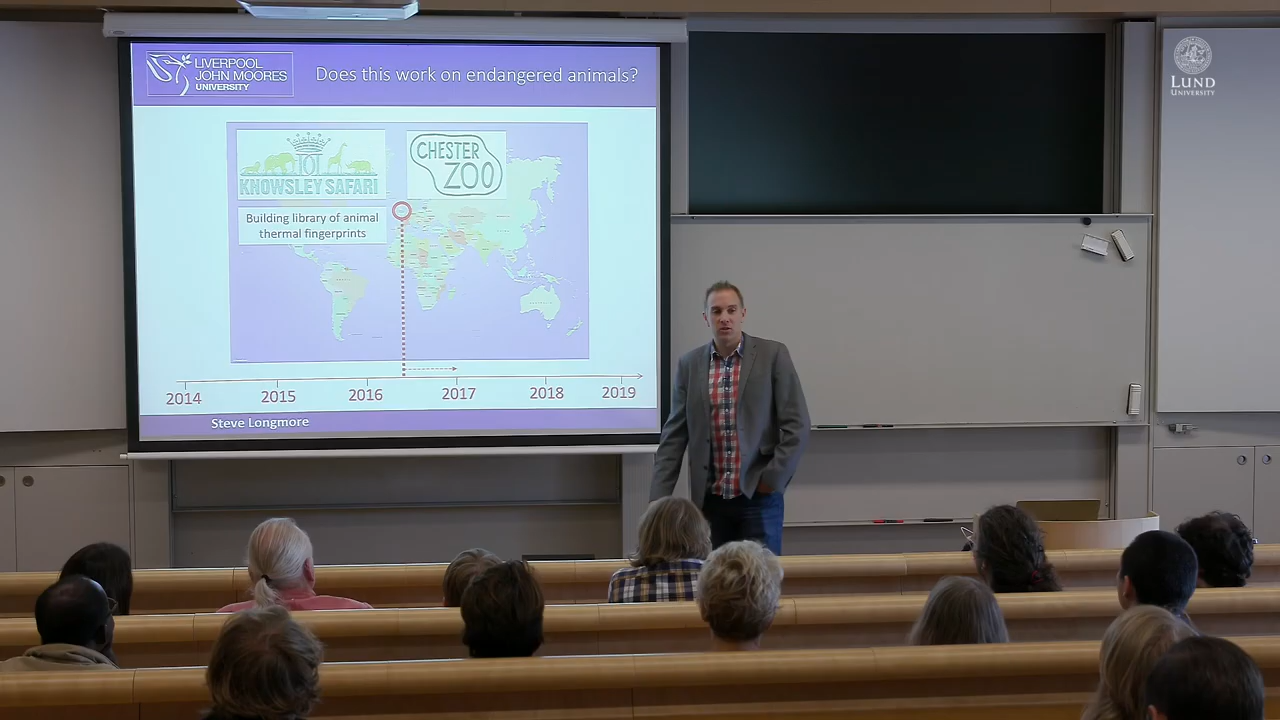 LIVERPOOL
JOHN MOORES
UNIVERSITY
Does this work on endangered animals?
KNOWSLEY SAFARI
CHESTER
ZOO
Building library of animal
thermal fingerprints
2014 2015 2016 2017 2018 2019
Steve Longmore
LUND
UNIVERSITY